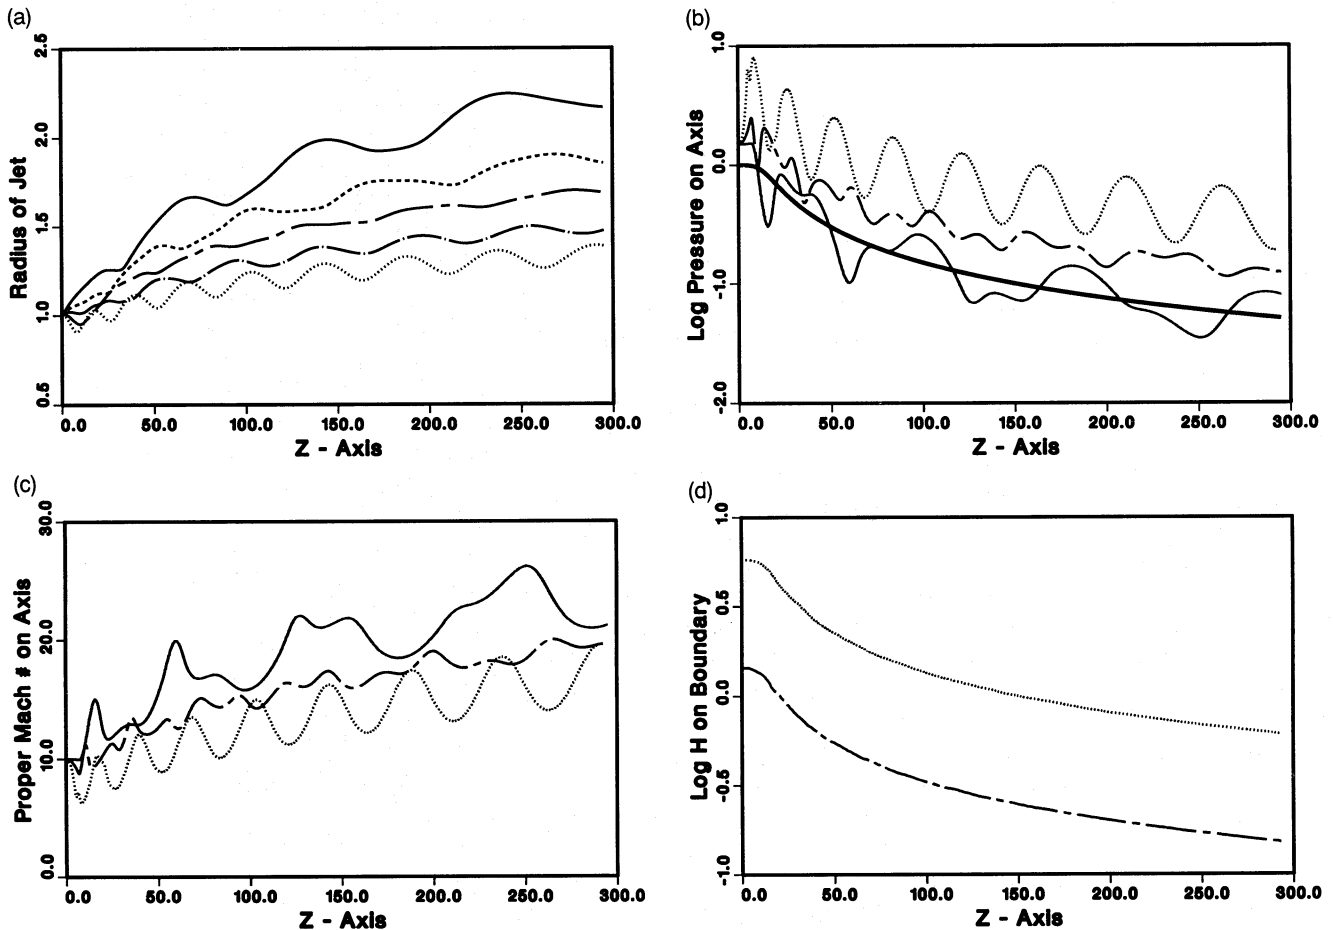 (a)
2.5
2.0
1.5
1.0
0.5
Radius of Jet
0.0 50.0 100.0 150.0 200.0 250.0 300.0
Z - Axis
(b)
1.0
0.0
-1.0
-2.0
Log Pressure on Axis
0.0 50.0 100.0 150.0 200.0 250.0 300.0
Z - Axis
(c)
30.0
20.0
10.0
0.0
Proper Mach # on Axis
0.0 50.0 100.0 150.0 200.0 250.0 300.0
Z - Axis
(d)
1.0
0.5
0.0
-0.5
-1.0
Log H on Boundary
0.0 50.0 100.0 150.0 200.0 250.0 300.0
Z - Axis